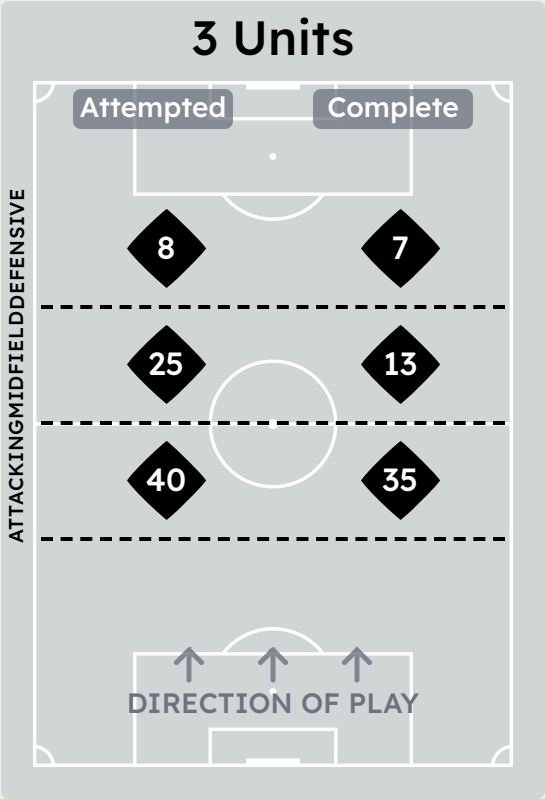 3 Units
Attempted Complete
8 7
25 13
40 35
ATTACKINGMIDFIELDDEFENSIVE
DIRECTION OF PLAY